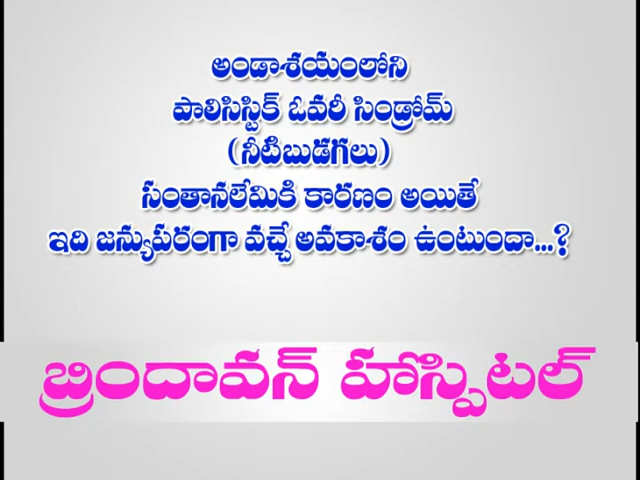 అండాశయంలోని
పాలిసిస్టిక్ ఓవరీ సిండ్రోమ్
(నీటిబుడగలు)
సంతానలేమికి కారణం అయితే
ఇది జన్యుపరంగా వచ్చే అవకాశం ఉంటుందా...?
బ్రిందావన్ హాస్పిటల్